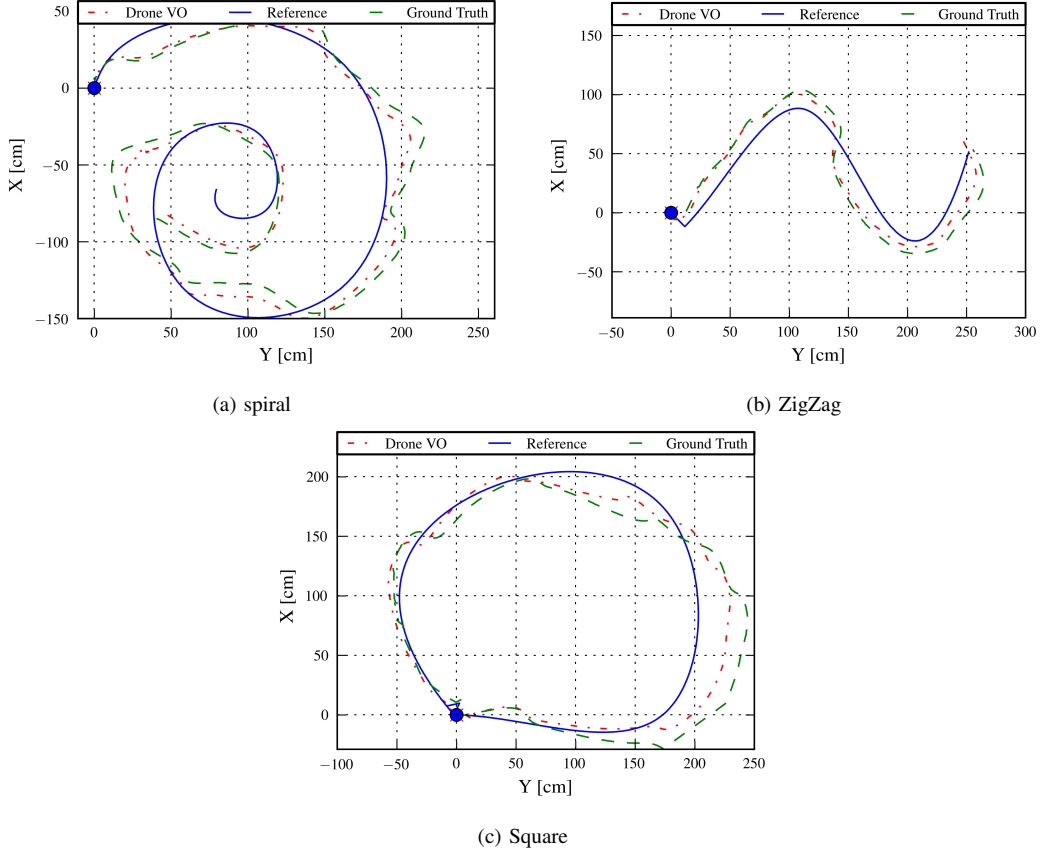 Drone VO Reference Ground Truth
50
0
−50
−100
−150
X [cm]
0 50 100 150 200 250
Y [cm]
(a) spiral
Drone VO Reference Ground Truth
150
100
50
0
−50
X [cm]
−50 0 50 100 150 200 250 300
Y [cm]
(b) ZigZag
Drone VO Reference Ground Truth
200
150
100
50
0
X [cm]
−100 −50 0 50 100 150 200 250
Y [cm]
(c) Square